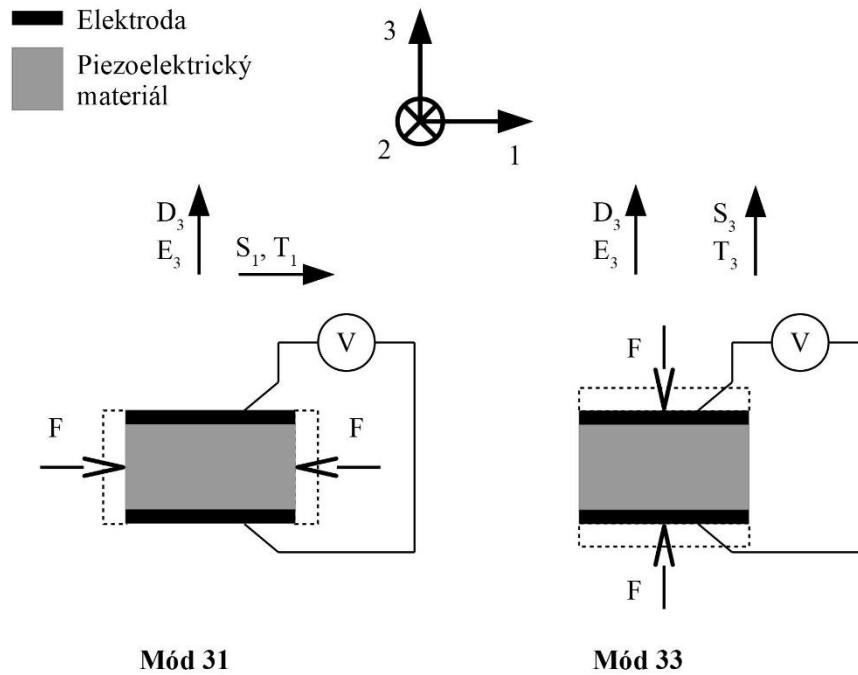 Elektroda
Piezoelektrický
materiál
3
2
1
D₃
E₃
S₁, T₁
D₃
E₃
S₃
T₃
V
F
F
V
F
F
Mód 31
Mód 33